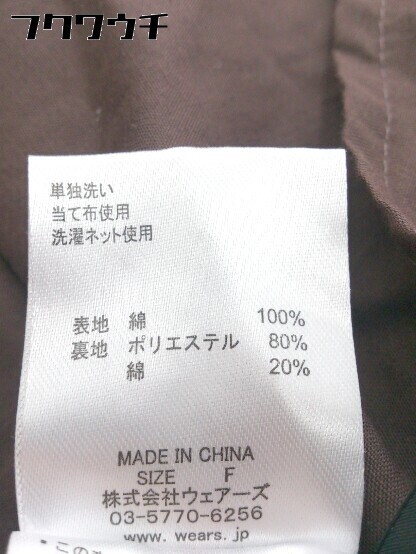 フクワウチ
単独洗い
当て布使用
洗濯ネット使用
表地 綿 100%
裏地 ポリエステル 80%
綿 20%
MADE IN CHINA
SIZE F
株式会社ウェアーズ
03-5770-6256
www.wears.jp